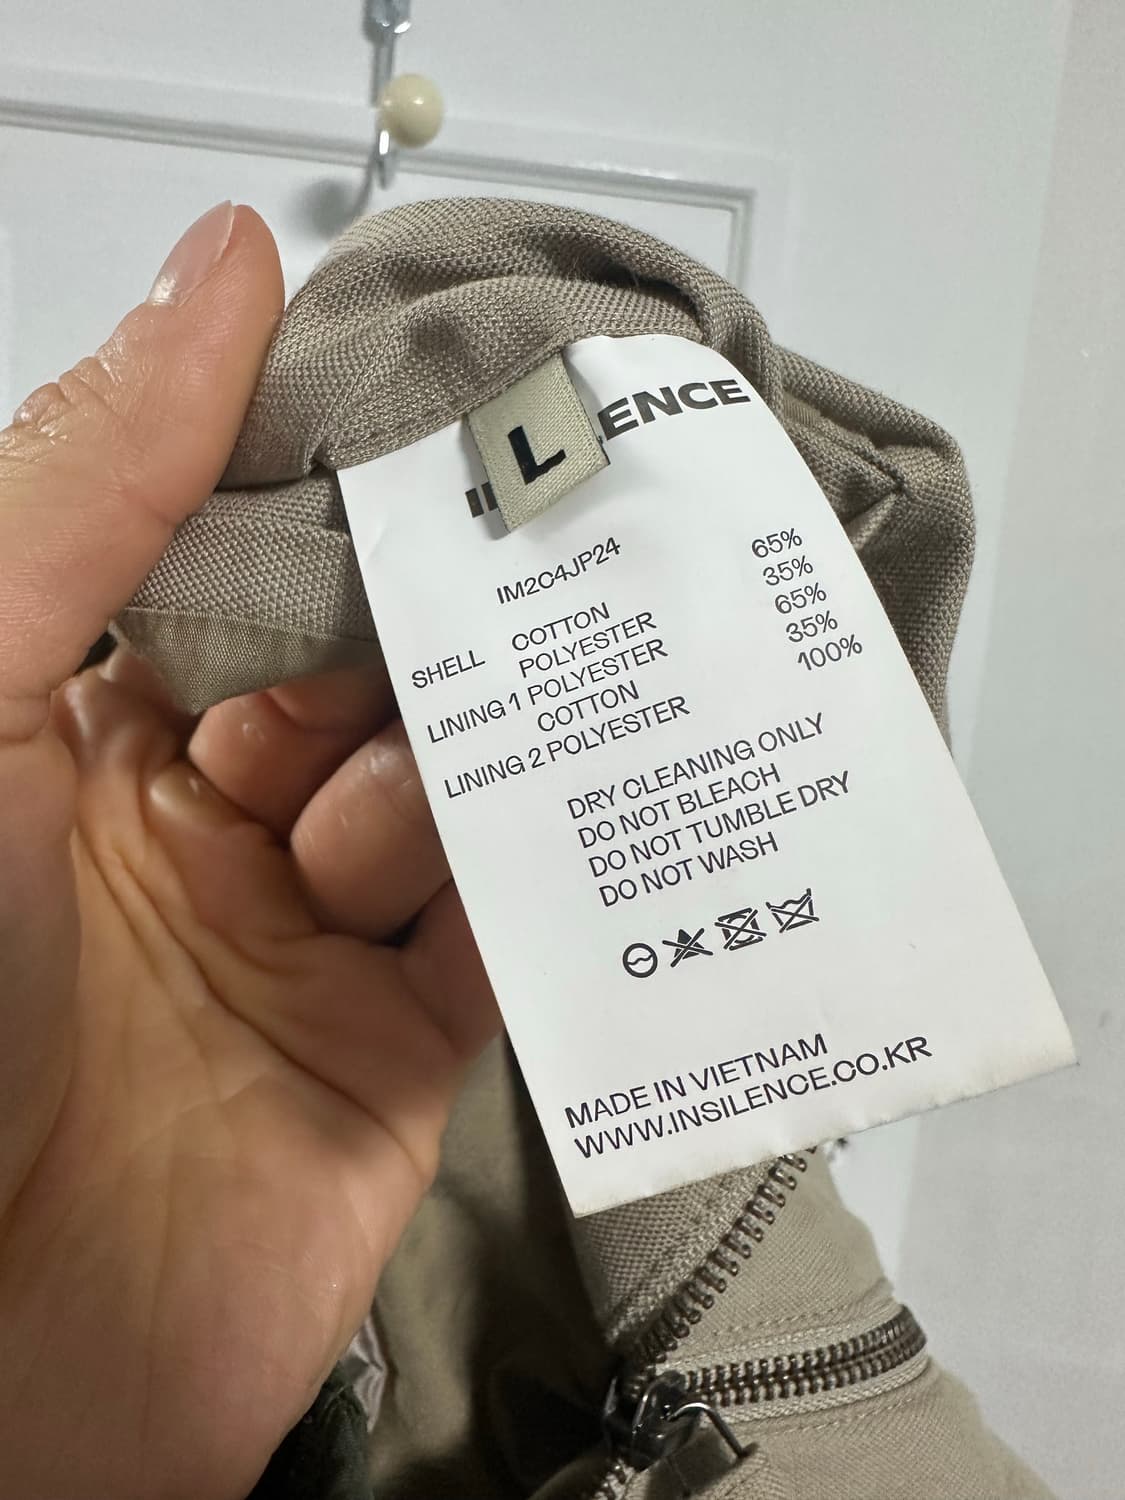 L
ENCE
IM2C4JP24
SHELL COTTON 65%
POLYESTER 35%
LINING 1 POLYESTER 65%
COTTON 35%
LINING 2 POLYESTER 100%
DRY CLEANING ONLY
DO NOT BLEACH
DO NOT TUMBLE DRY
DO NOT WASH
MADE IN VIETNAM
WWW.INSILENCE.CO.KR